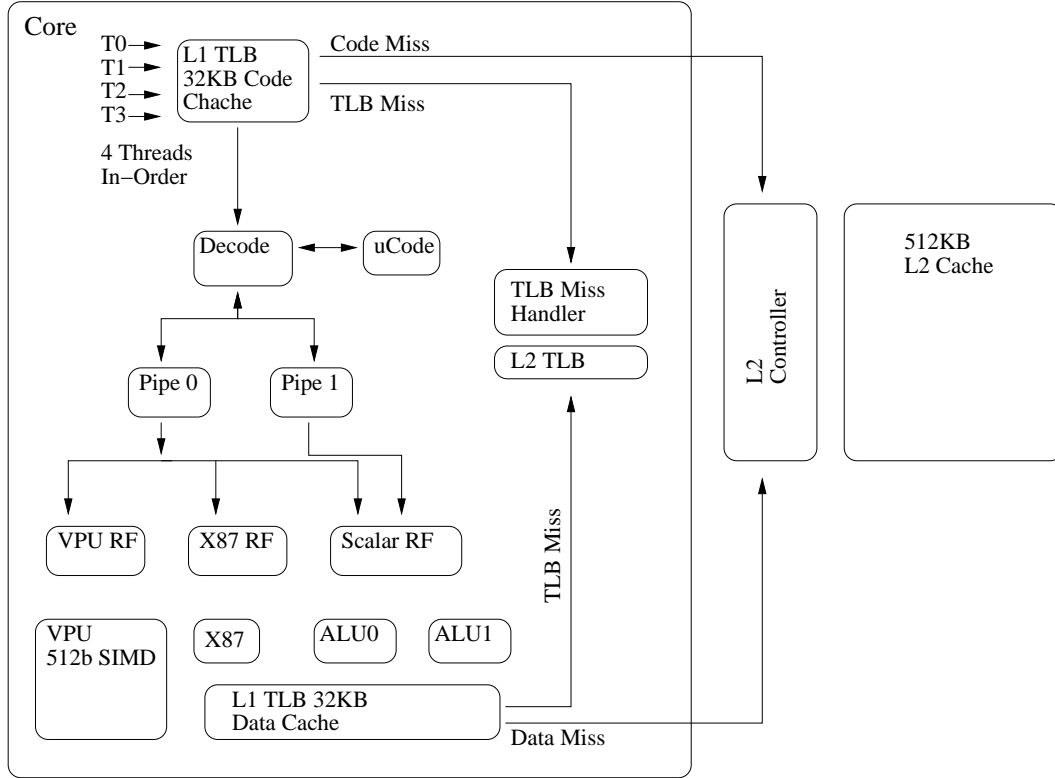 Core
T0
T1
T2
T3
L1 TLB
32KB Code
Chache
Code Miss
TLB Miss
4 Threads
In−Order
Decode
uCode
TLB Miss
Handler
L2 TLB
L2
Controller
512KB
L2 Cache
Pipe 0
Pipe 1
VPU RF
X87 RF
Scalar RF
TLB Miss
VPU
512b SIMD
X87
ALU0
ALU1
L1 TLB 32KB
Data Cache
Data Miss